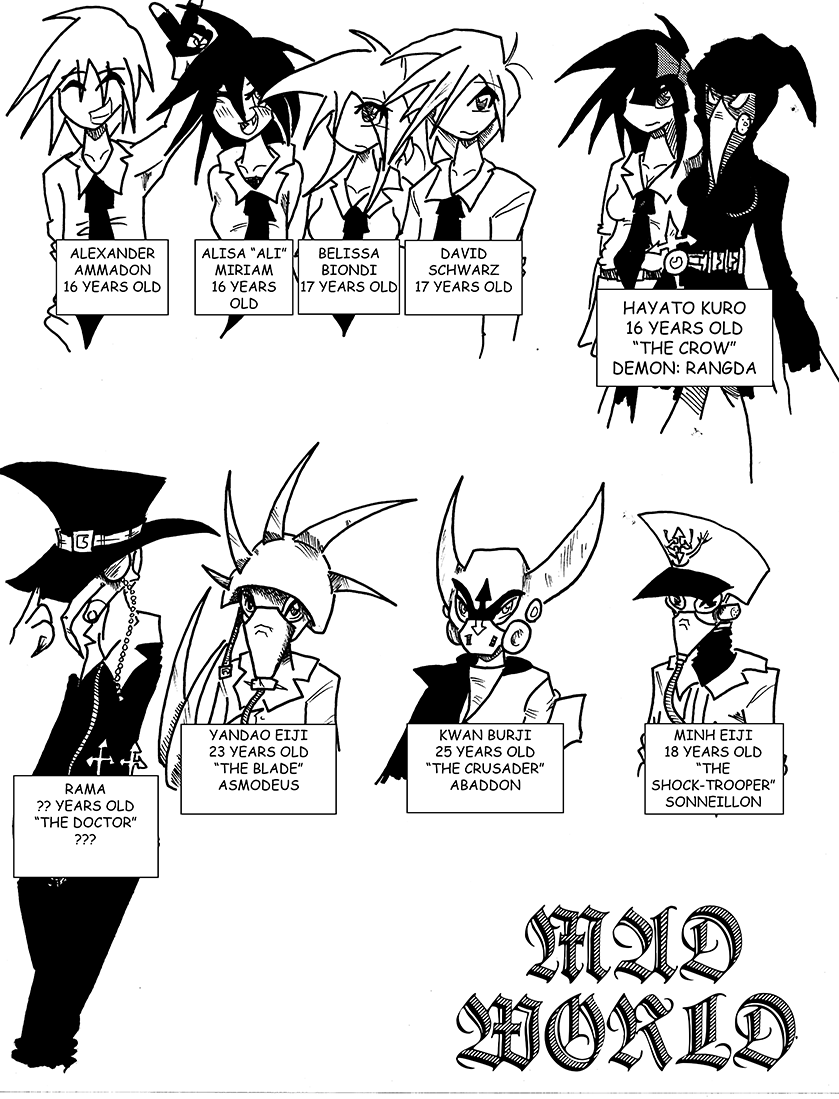 ALEXANDER
AMMADON
16 YEARS OLD
ALISA "ALI"
MIRIAM
16 YEARS
OLD
BELISSA
BIONDI
17 YEARS OLD
DAVID
SCHWARZ
17 YEARS OLD
HAYATO KURO
16 YEARS OLD
"THE CROW"
DEMON: RANGDA
RAMA
?? YEARS OLD
"THE DOCTOR"
???
YANDAO EIJI
23 YEARS OLD
"THE BLADE"
ASMODEUS
KWAN BURJI
25 YEARS OLD
"THE CRUSADER"
ABADDON
MINH EIJI
18 YEARS OLD
"THE
SHOCK-TROOPER"
SONNEILLON
MAD
WORLD